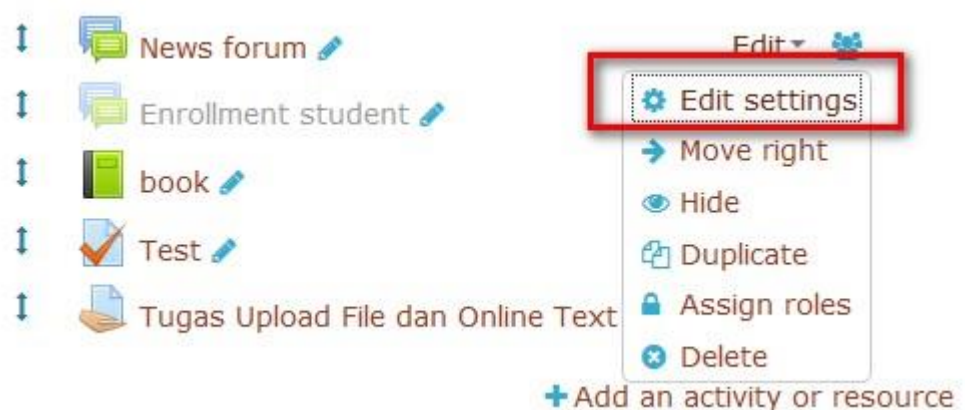 News forum
Edit
Enrollment student
Edit settings
Move right
book
Hide
Test
Duplicate
Tugas Upload File dan Online Text
Assign roles
Delete
Add an activity or resource